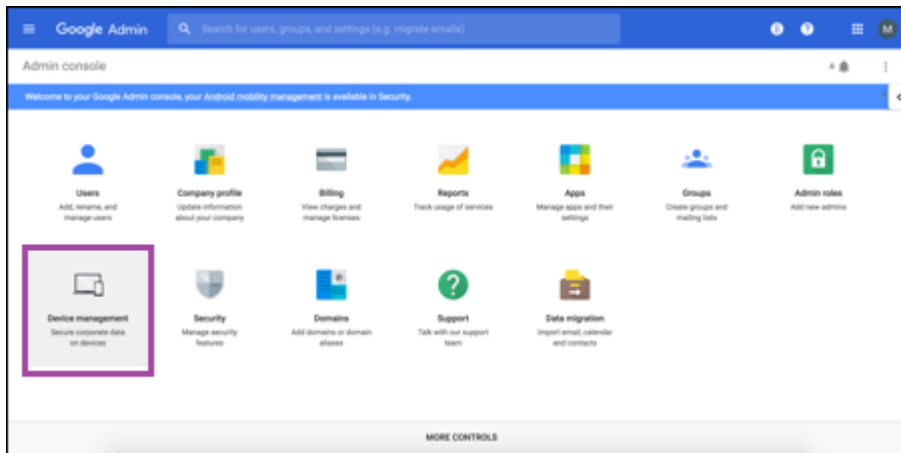 Google Admin
Search for users, groups, and settings (e.g. migrate emails)
M
Admin console
4
Welcome to your Google Admin console, your Android mobility management is available in Security.
Users
Add, rename, and
manage users
Company profile
Update information
about your company
Billing
View charges and
manage licenses
Reports
Track usage of services
Apps
Manage apps and their
settings
Groups
Create groups and
mailing lists
Admin roles
Add new admins
Device management
Secure corporate data
on devices
Security
Manage security
features
Domains
Add domains or domain
aliases
Support
Talk with our support
team
Data migration
Import email, calendar
and contacts
MORE CONTROLS